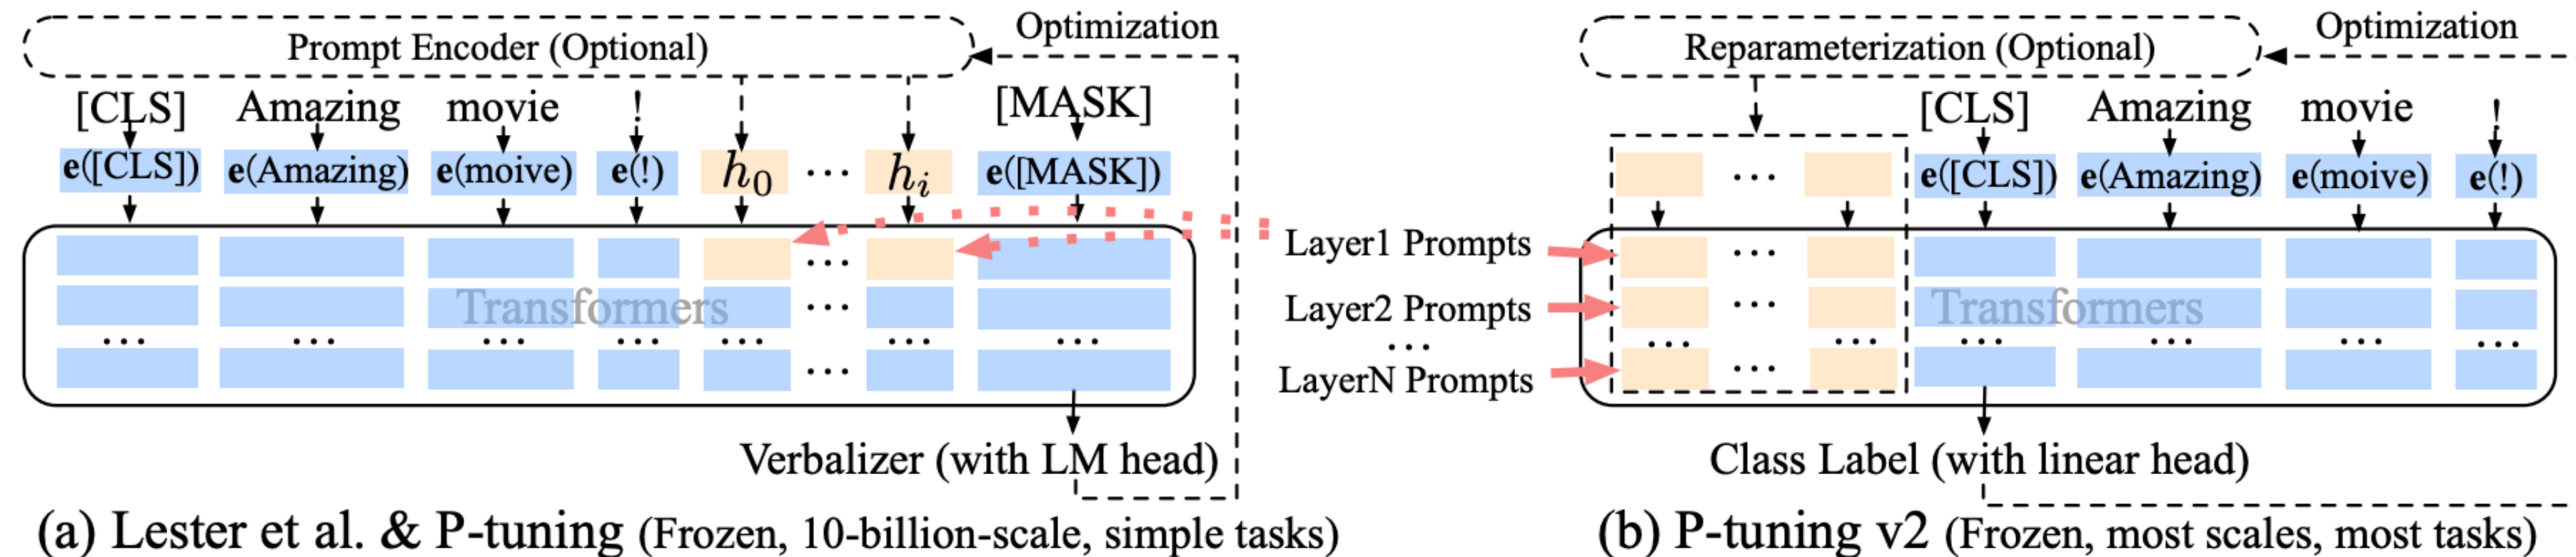 Prompt Encoder (Optional)
Optimization
[CLS] Amazing movie ! [MASK]
e([CLS]) e(Amazing) e(moive) e(!) h0 ... hi e([MASK])
...
Transformers ...
... ... ... ... ... ... ...
...
Verbalizer (with LM head)
(a) Lester et al. & P-tuning (Frozen, 10-billion-scale, simple tasks)
Layer1 Prompts
Layer2 Prompts
...
LayerN Prompts
Reparameterization (Optional)
Optimization
[CLS] Amazing movie !
... e([CLS]) e(Amazing) e(moive) e(!)
...
... Transformers
... ... ... ... ... ...
...
Class Label (with linear head)
(b) P-tuning v2 (Frozen, most scales, most tasks)